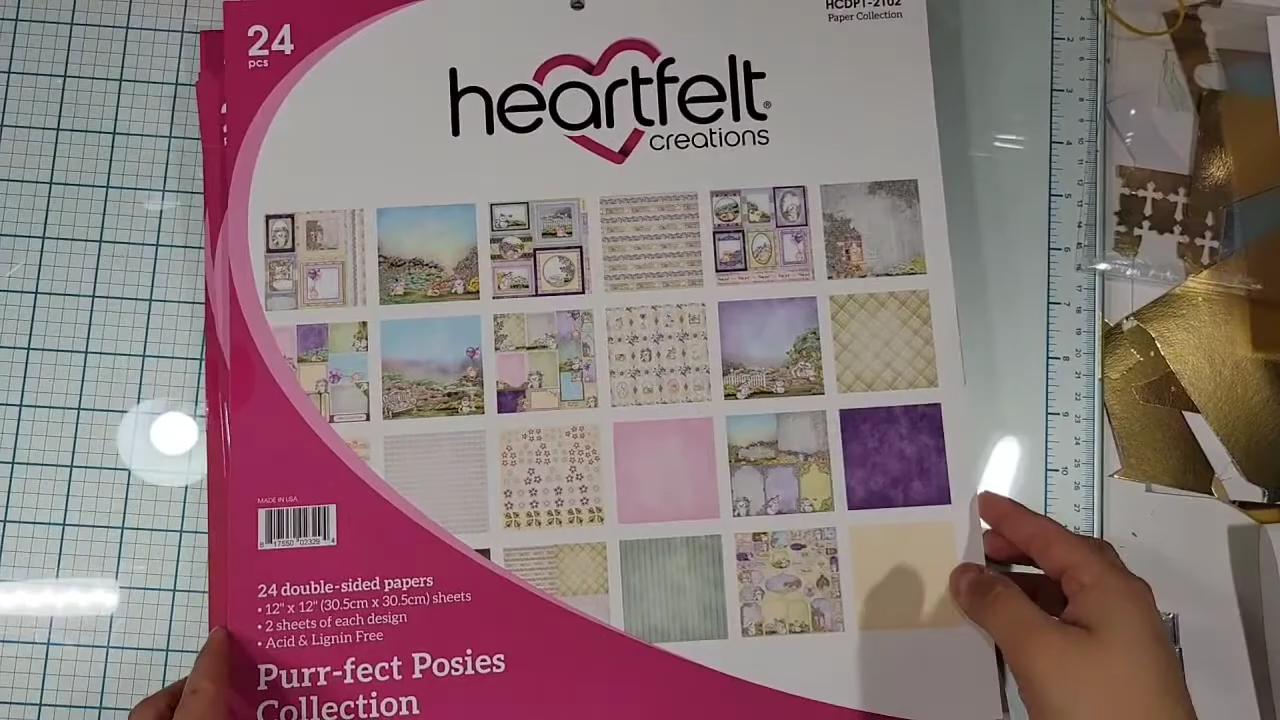 24
pcs
HCDP1-2102
Paper Collection
heartfelt®
creations
MADE IN USA
24 double-sided papers
• 12" x 12" (30.5cm x 30.5cm) sheets
• 2 sheets of each design
• Acid & Lignin Free
Purr-fect Posies
Collection